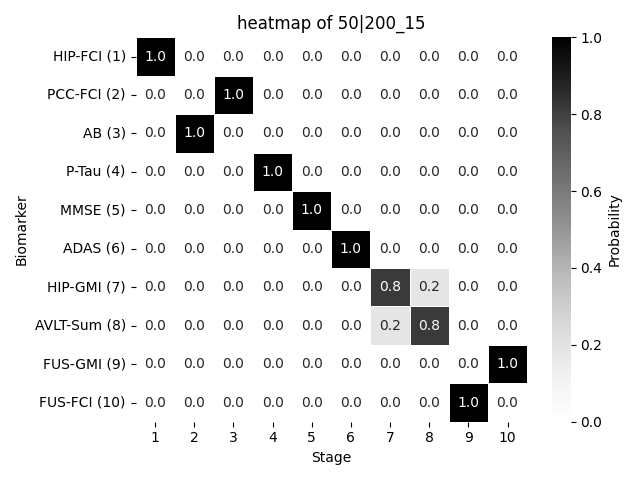 heatmap of 50|200_15
HIP-FCI (1) 1.0 0.0 0.0 0.0 0.0 0.0 0.0 0.0 0.0 0.0
PCC-FCI (2) 0.0 0.0 1.0 0.0 0.0 0.0 0.0 0.0 0.0 0.0
AB (3) 0.0 1.0 0.0 0.0 0.0 0.0 0.0 0.0 0.0 0.0
P-Tau (4) 0.0 0.0 0.0 1.0 0.0 0.0 0.0 0.0 0.0 0.0
MMSE (5) 0.0 0.0 0.0 0.0 1.0 0.0 0.0 0.0 0.0 0.0
ADAS (6) 0.0 0.0 0.0 0.0 0.0 1.0 0.0 0.0 0.0 0.0
HIP-GMI (7) 0.0 0.0 0.0 0.0 0.0 0.0 0.8 0.2 0.0 0.0
AVLT-Sum (8) 0.0 0.0 0.0 0.0 0.0 0.0 0.2 0.8 0.0 0.0
FUS-GMI (9) 0.0 0.0 0.0 0.0 0.0 0.0 0.0 0.0 0.0 1.0
FUS-FCI (10) 0.0 0.0 0.0 0.0 0.0 0.0 0.0 0.0 1.0 0.0
1 2 3 4 5 6 7 8 9 10
Stage
Biomarker
1.0
0.8
0.6
0.4
0.2
0.0
Probability